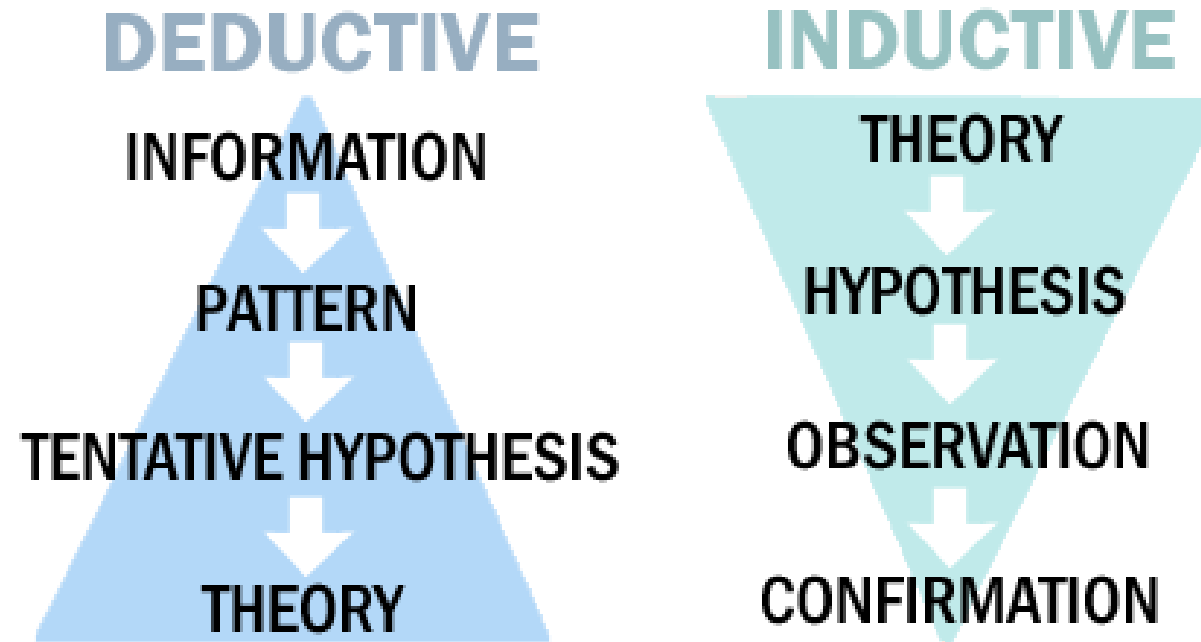 DEDUCTIVE
INFORMATION
PATTERN
TENTATIVE HYPOTHESIS
THEORY
INDUCTIVE
THEORY
HYPOTHESIS
OBSERVATION
CONFIRMATION